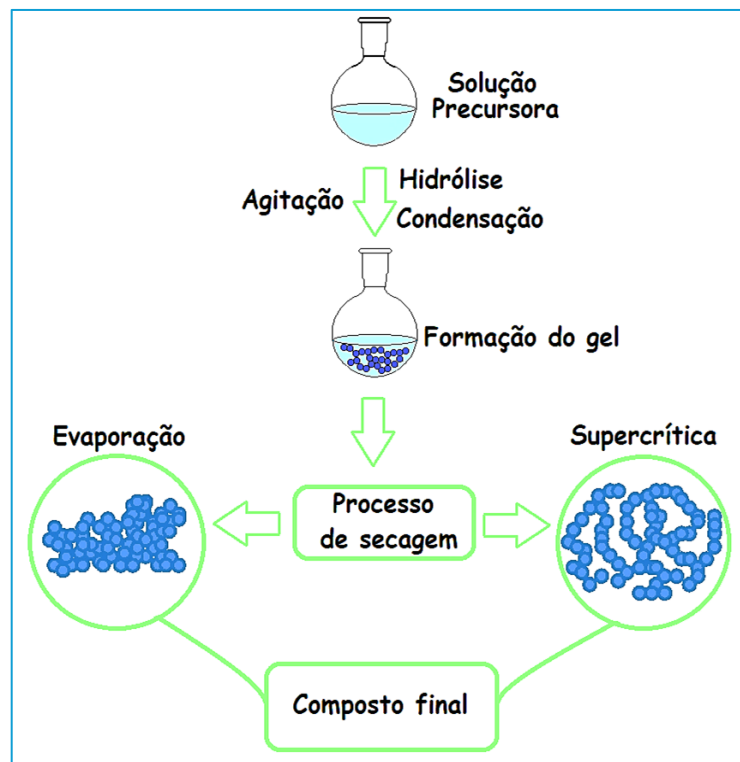 Solução
Precursora
Agitação
Hidrólise
Condensação
Formação do gel
Evaporação
Supercrítica
Processo
de secagem
Composto final